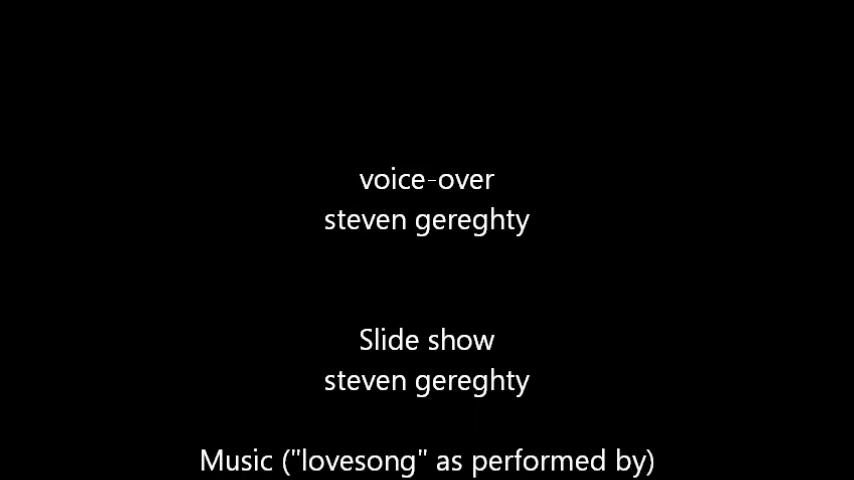 voice-over
steven gereghty
Slide show
steven gereghty
Music ("lovesong" as performed by)